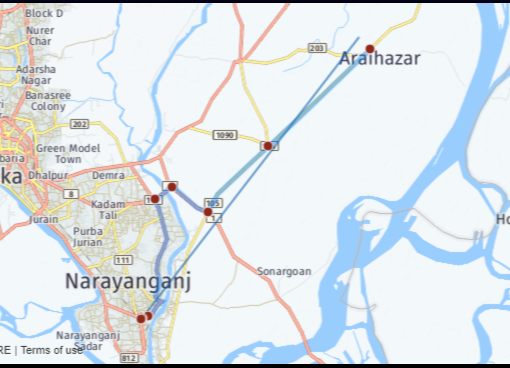 Block D
Nurer
Char
203
Araihazar
Adarsha
Nagar
Banasree
Colony
202
1090
Green Model
Town
baria
ka
Dhalpur
Demra
8
105
Jurain
Kadam
Tali
1
Purba
Jurian
111
Sonargoan
Narayanganj
Narayanganj
Sadar
RE | Terms of use
812